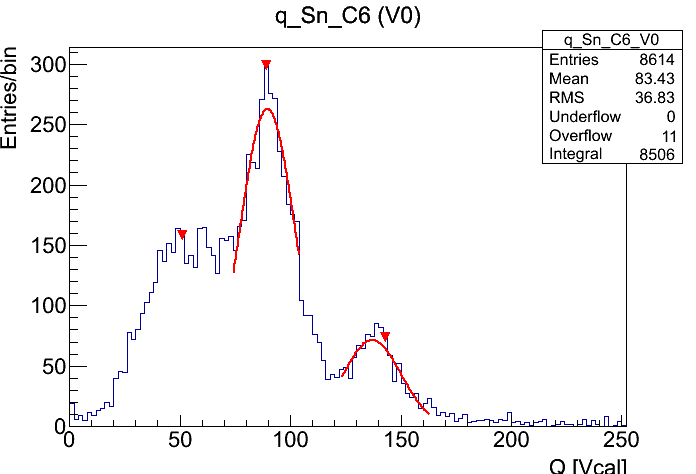 q_Sn_C6 (V0)
q_Sn_C6_V0
Entries 8614
Mean 83.43
RMS 36.83
Underflow 0
Overflow 11
Integral 8506
Entries/bin
300
250
200
150
100
50
0
0 50 100 150 200 250
Q [Vcal]